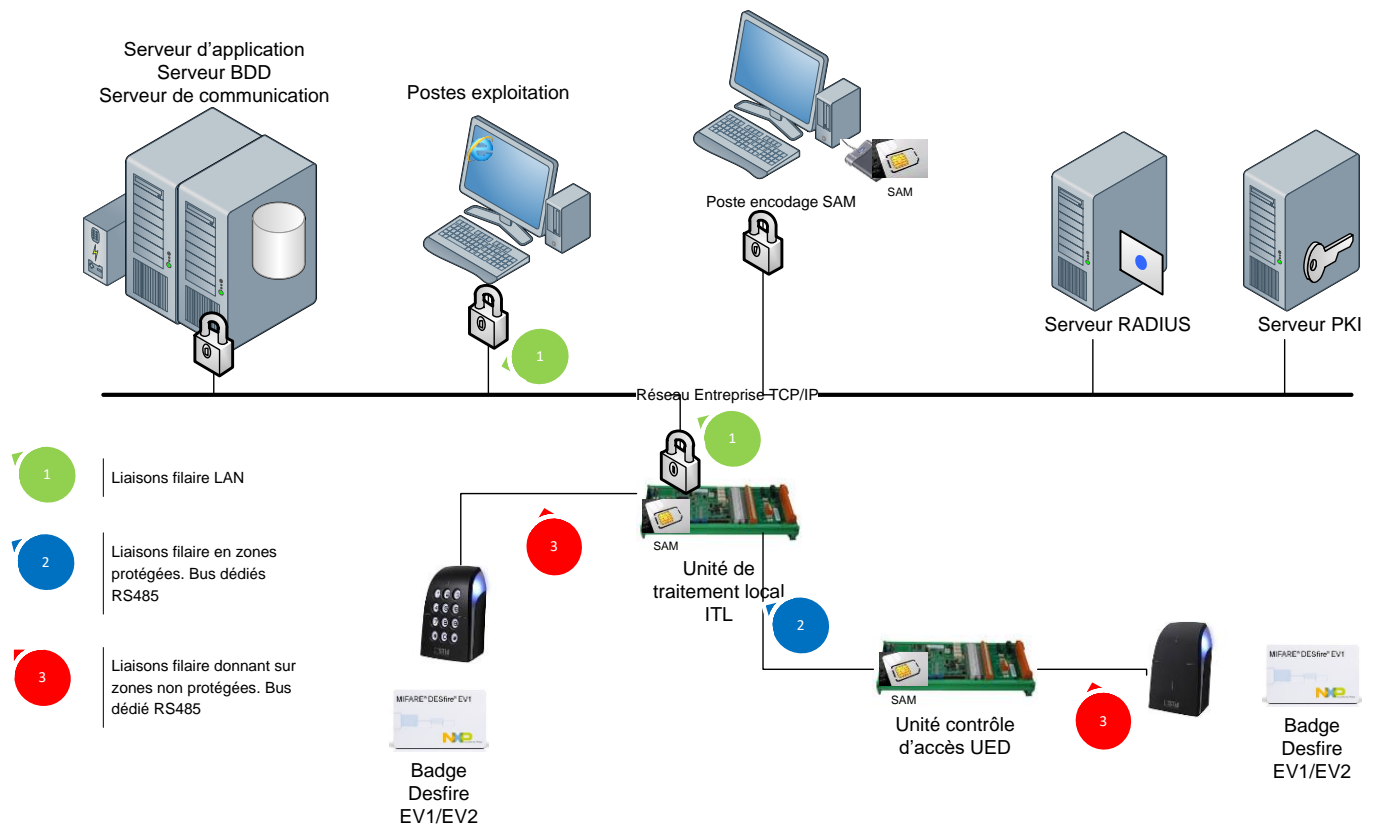 Serveur d'application
Serveur BDD
Serveur de communication
Postes exploitation
Poste encodage SAM
SAM
Serveur RADIUS
Serveur PKI
1
Réseau Entreprise TCP/IP
1
1
Liaisons filaire LAN
2
Liaisons filaire en zones
protégées. Bus dédiés
RS485
3
Liaisons filaire donnant sur
zones non protégées. Bus
dédié RS485
3
SAM
Unité de
traitement local
ITL
2
SAM
Unité contrôle
d'accès UED
3
MIFARE® DESfire® EV1
NXP
Badge
Desfire
EV1/EV2
MIFARE® DESfire® EV1
NXP
Badge
Desfire
EV1/EV2